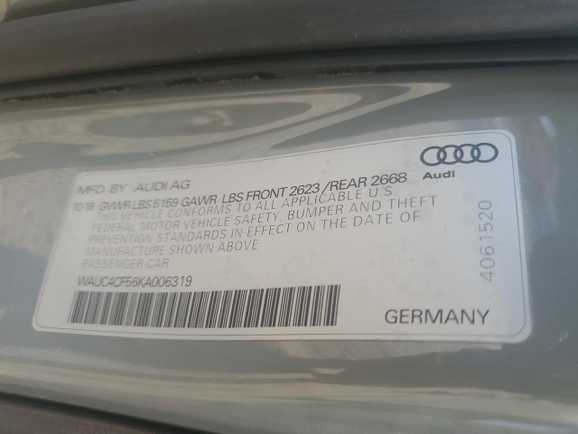 MFD. BY AUDI AG
10/18 GVWR LBS 5159 GAWR LBS FRONT 2623 /REAR 2668
THIS VEHICLE CONFORMS TO ALL APPLICABLE U.S.
FEDERAL MOTOR VEHICLE SAFETY, BUMPER AND THEFT
PREVENTION STANDARDS IN EFFECT ON THE DATE OF
MANUFACTURE SHOWN ABOVE
PASSENGER CAR
WAUC4CF56KA006319
GERMANY
Audi
4061520